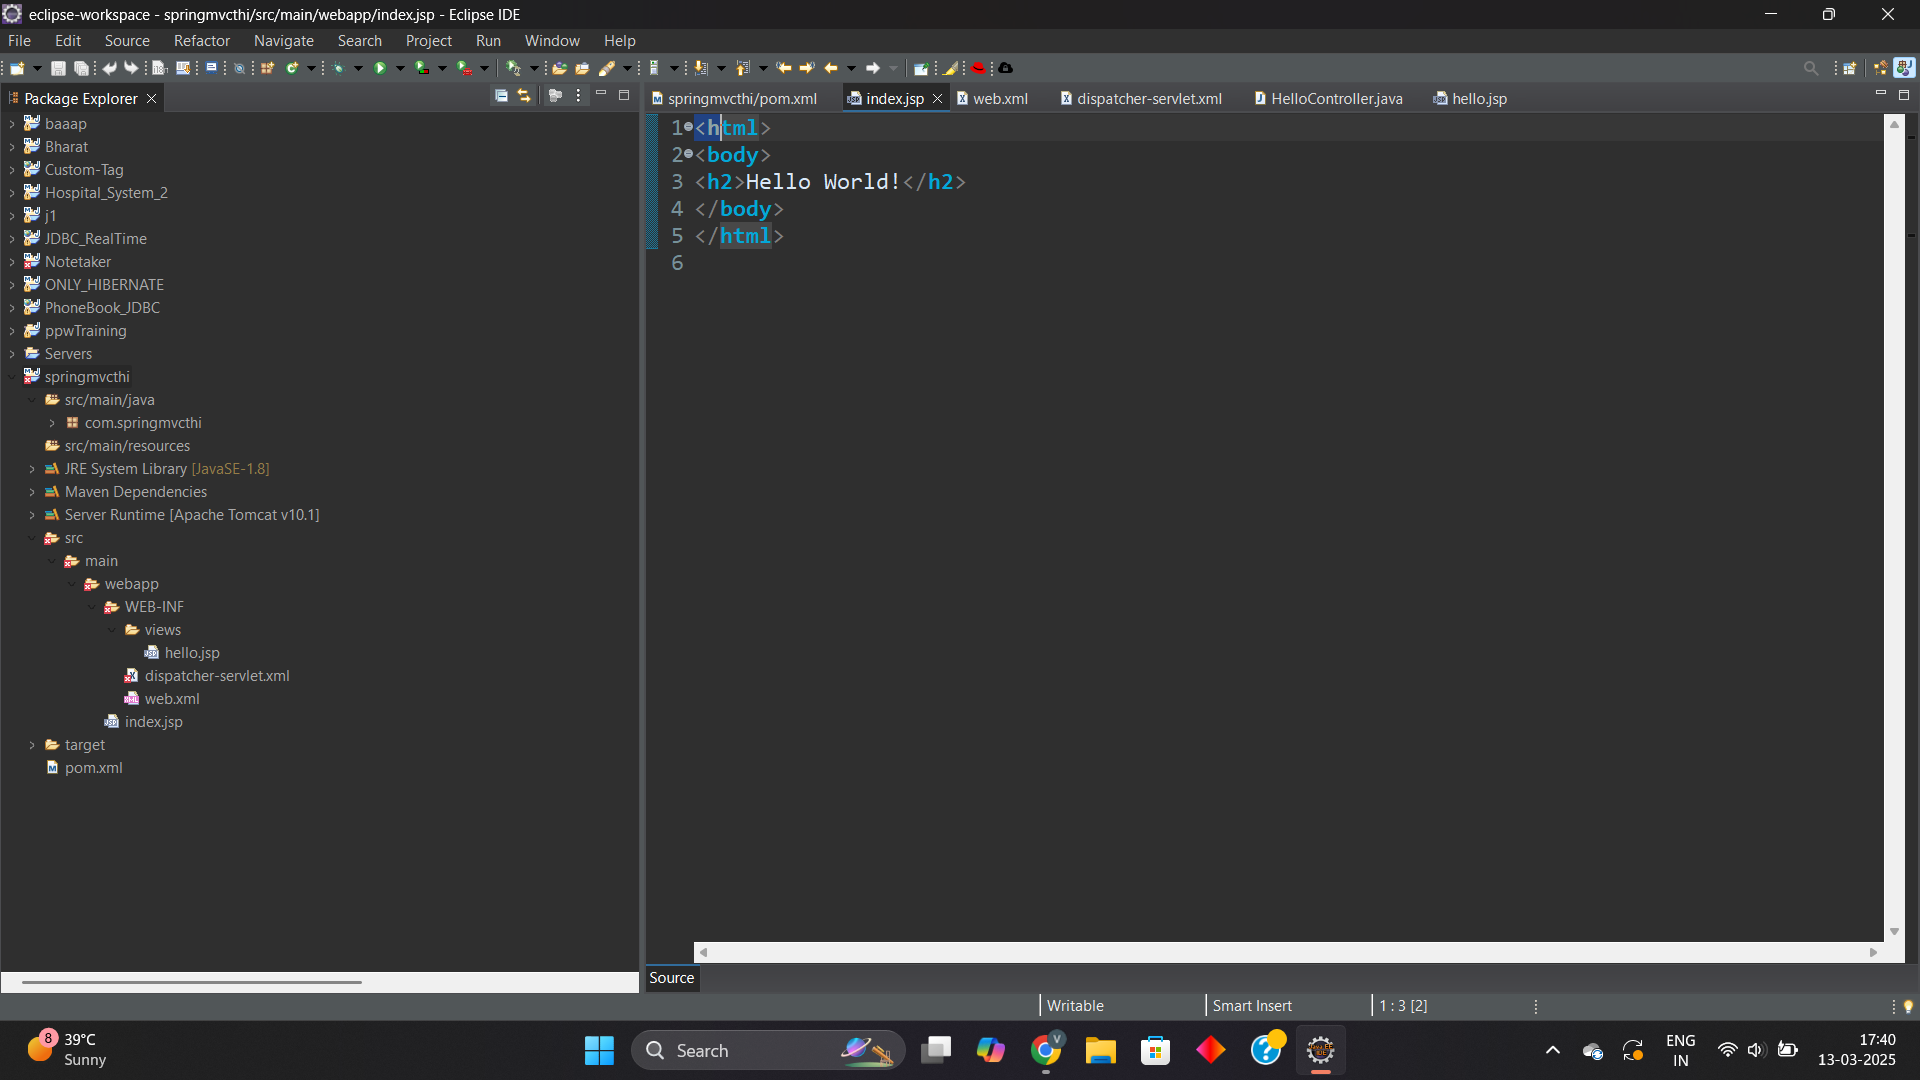 eclipse-workspace - springmvcthi/src/main/webapp/index.jsp - Eclipse IDE
File Edit Source Refactor Navigate Search Project Run Window Help
Package Explorer
baaap
Bharat
Custom-Tag
Hospital_System_2
j1
JDBC_RealTime
Notetaker
ONLY_HIBERNATE
PhoneBook_JDBC
ppwTraining
Servers
springmvcthi
src/main/java
com.springmvcthi
src/main/resources
JRE System Library [JavaSE-1.8]
Maven Dependencies
Server Runtime [Apache Tomcat v10.1]
src
main
webapp
WEB-INF
views
hello.jsp
dispatcher-servlet.xml
web.xml
index.jsp
target
pom.xml
springmvcthi/pom.xml index.jsp web.xml dispatcher-servlet.xml HelloController.java hello.jsp
1 <html>
2 <body>
3 <h2>Hello World!</h2>
4 </body>
5 </html>
6
Source
Writable Smart Insert 1 : 3 [2]
8 39°C
Sunny
Search
V
ENG
IN
17:40
13-03-2025